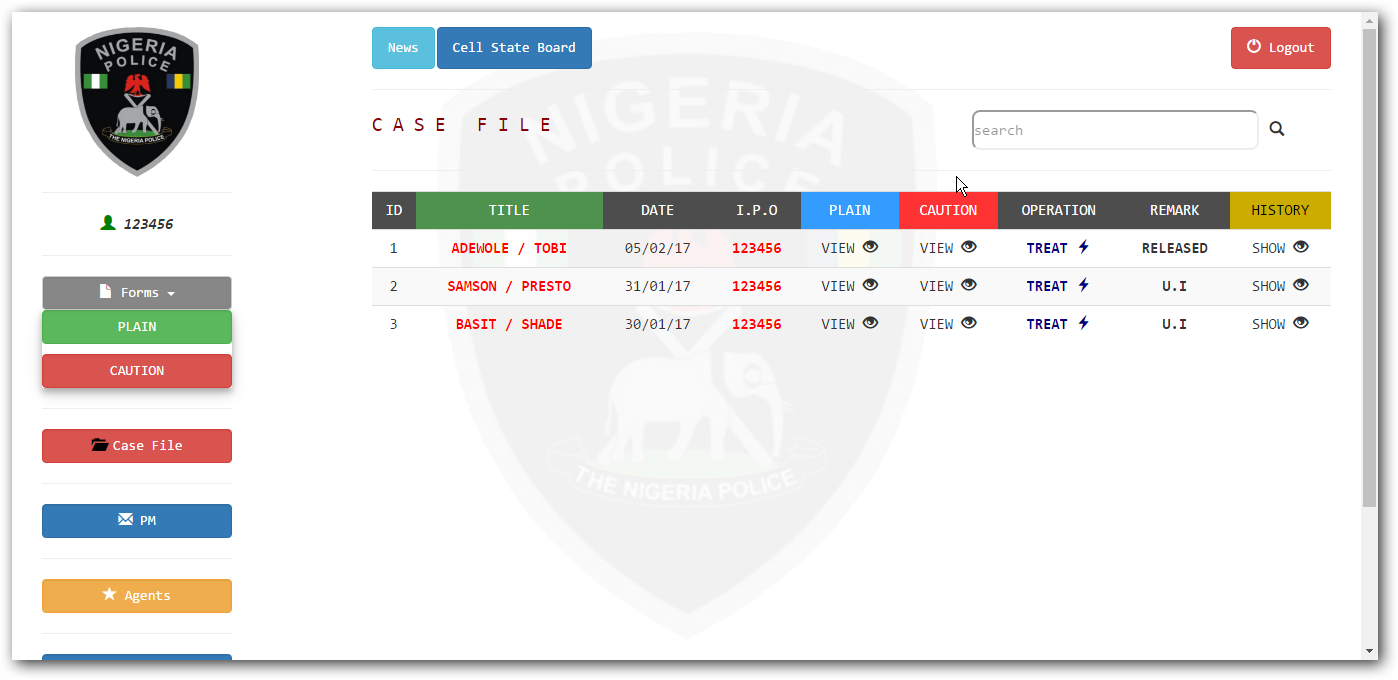 NIGERIA
POLICE
THE NIGERIA POLICE
123456
Forms
PLAIN
CAUTION
Case File
PM
Agents
News Cell State Board Logout
CASE FILE
search
ID TITLE DATE I.P.O PLAIN CAUTION OPERATION REMARK HISTORY
1 ADEWOLE / TOBI 05/02/17 123456 VIEW VIEW TREAT RELEASED SHOW
2 SAMSON / PRESTO 31/01/17 123456 VIEW VIEW TREAT U.I SHOW
3 BASIT / SHADE 30/01/17 123456 VIEW VIEW TREAT U.I SHOW
NIGERIA
POLICE
THE NIGERIA POLICE